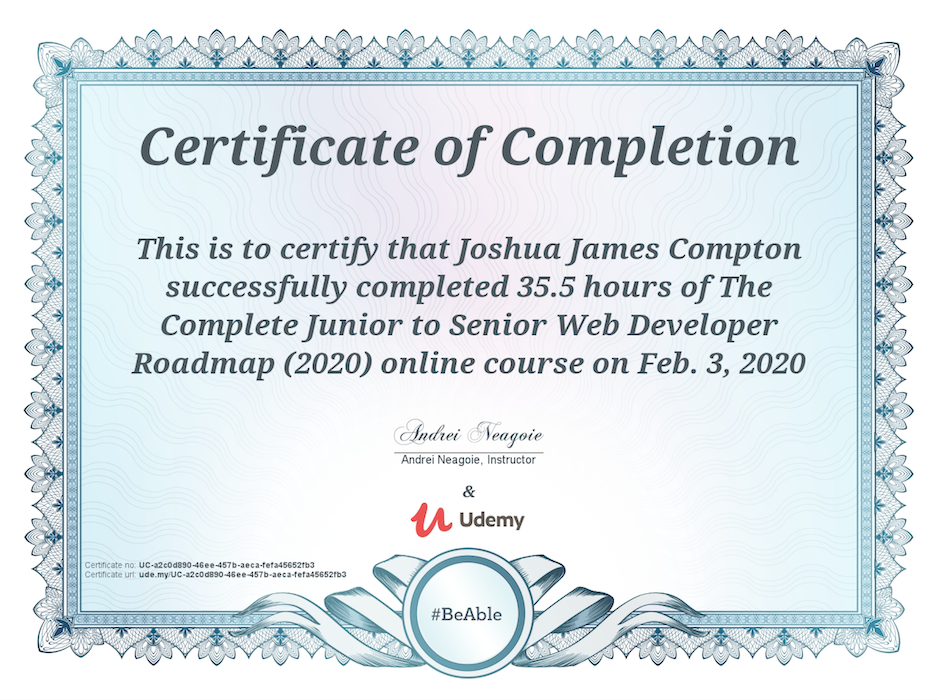 Certificate of Completion
This is to certify that Joshua James Compton
successfully completed 35.5 hours of The
Complete Junior to Senior Web Developer
Roadmap (2020) online course on Feb. 3, 2020
Andrei Neagoie
Andrei Neagoie, Instructor
&
Udemy
Certificate no: UC-a2c0d890-46ee-457b-aeca-fefa45652fb3
Certificate url: ude.my/UC-a2c0d890-46ee-457b-aeca-fefa45652fb3
#BeAble